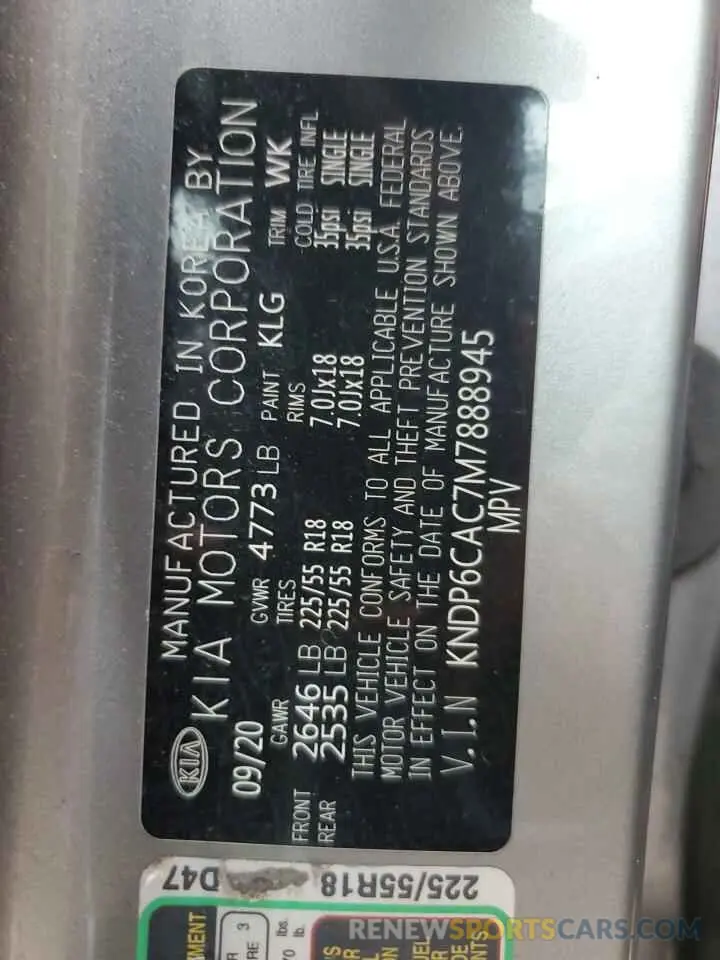 MANUFACTURED IN KOREA BY
KIA KIA MOTORS CORPORATION
09/20 GVWR 4773 LB PAINT KLG TRIM WK
GAWR TIRES RIMS COLD TIRE INFL
FRONT 2646 LB 225/55 R18 7.0Jx18 35psi SINGLE
REAR 2535 LB 225/55 R18 7.0Jx18 35psi SINGLE
THIS VEHICLE CONFORMS TO ALL APPLICABLE U.S.A. FEDERAL
MOTOR VEHICLE SAFETY AND THEFT PREVENTION STANDARDS
IN EFFECT ON THE DATE OF MANUFACTURE SHOWN ABOVE.
V.I.N KNDP6CAC7M7888945
MPV
225/55R18 D47
RENEWSPORTSCARS.COM